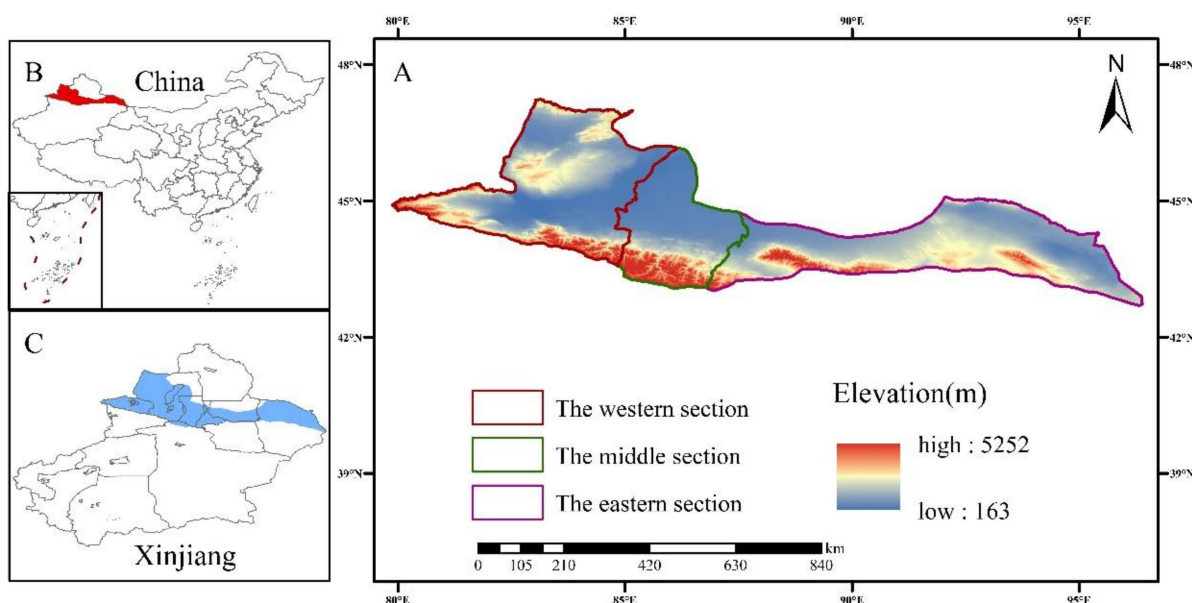 B
China
C
Xinjiang
80°E 85°E 90°E 95°E
A
N
48°N 48°N
45°N 45°N
42°N 42°N
39°N 39°N
The western section
The middle section
The eastern section
Elevation(m)
high : 5252
low : 163
km
0 105 210 420 630 840
80°E 85°E 90°E 95°E